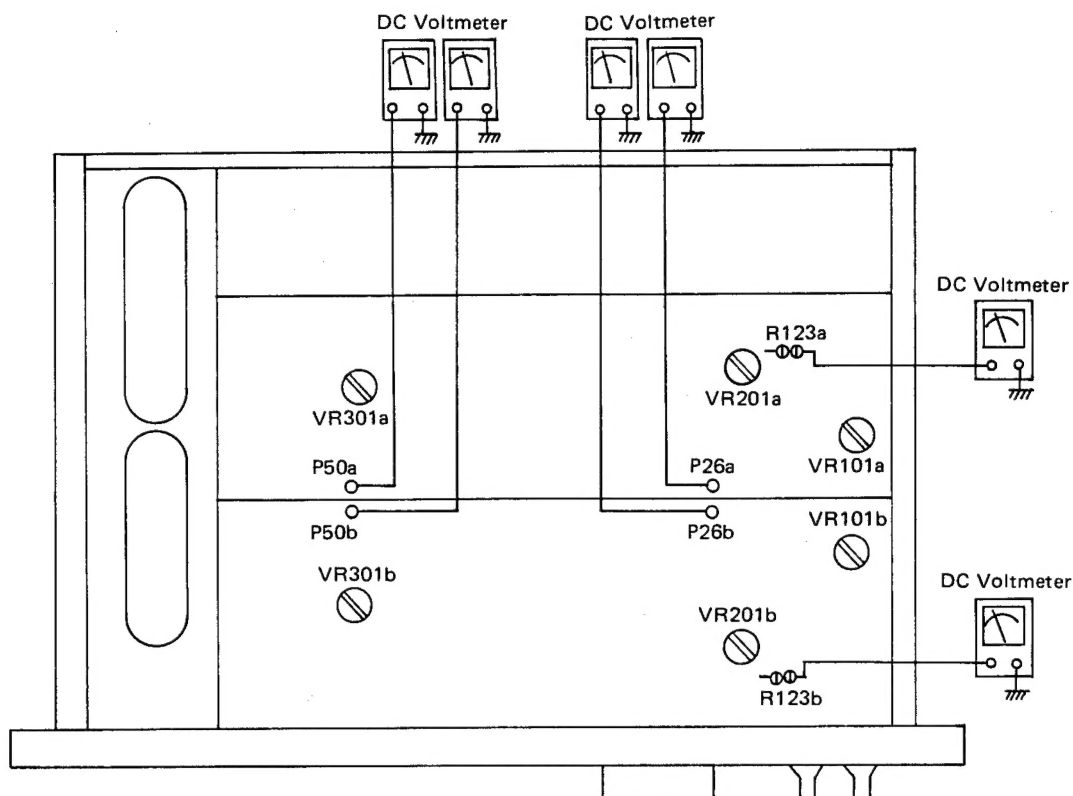 DC Voltmeter
DC Voltmeter
DC Voltmeter
R123a
VR201a
VR301a
VR101a
P50a
P26a
P50b
P26b
VR101b
VR301b
DC Voltmeter
VR201b
R123b